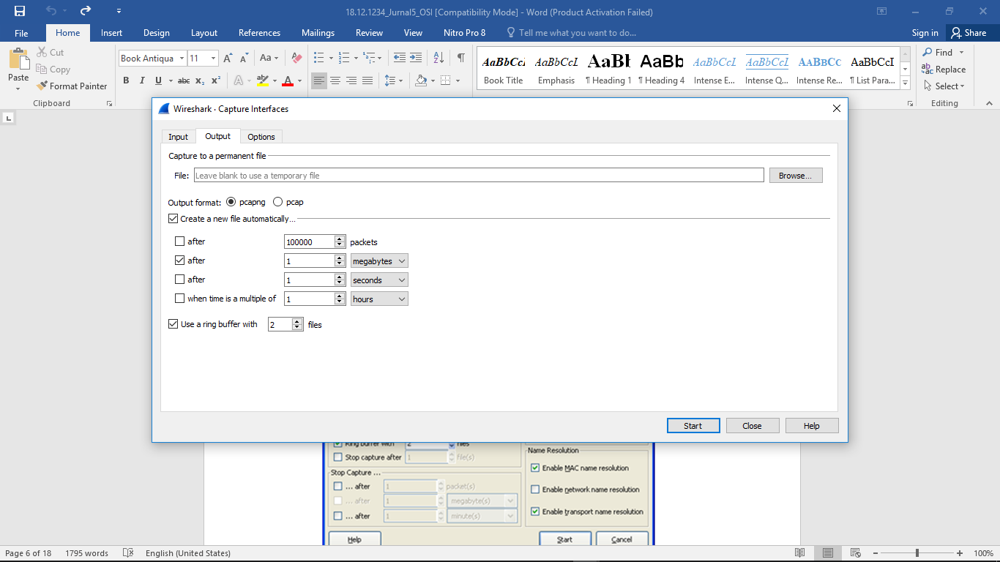 18.12.1234_Jurnal5_OSI [Compatibility Mode] - Word (Product Activation Failed)
File Home Insert Design Layout References Mailings Review View Nitro Pro 8 Tell me what you want to do... Sign in Share
Paste
Cut
Copy
Format Painter
Clipboard
Book Antiqua 11
AaBbCcI AaBbCcL AaBl AaBb AaBbCcL AaBbCcL AABBCC AaBbCcI
Book Title Emphasis ¶ Heading 1 ¶ Heading 4 Intense E... Intense Q... Intense Re... ¶ List Para...
Find
Replace
Select
Editing
Wireshark · Capture Interfaces
Input Output Options
Capture to a permanent file
File: Leave blank to use a temporary file Browse...
Output format: pcapng pcap
Create a new file automatically...
after 100000 packets
after 1 megabytes
after 1 seconds
when time is a multiple of 1 hours
Use a ring buffer with 2 files
Start Close Help
Ring buffer with 2 files
Stop capture after 1 file(s)
Stop Capture ...
... after 1 packet(s)
... after 1 megabyte(s)
... after 1 minute(s)
Help
Name Resolution
Enable MAC name resolution
Enable network name resolution
Enable transport name resolution
Start Cancel
Page 6 of 18 1795 words English (United States) 100%